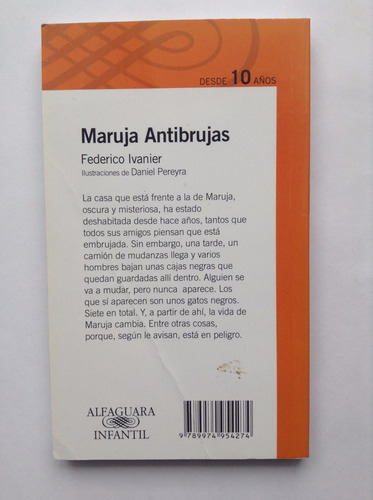 DESDE 10 AÑOS
Maruja Antibrujas
Federico Ivanier
Ilustraciones de Daniel Pereyra
La casa que está frente a la de Maruja,
oscura y misteriosa, ha estado
deshabitada desde hace años, tantos que
todos sus amigos piensan que está
embrujada. Sin embargo, una tarde, un
camión de mudanzas llega y varios
hombres bajan unas cajas negras que
quedan guardadas allí dentro. Alguien se
va a mudar, pero nunca aparece. Los
que sí aparecen son unos gatos negros.
Siete en total. Y, a partir de ahí, la vida de
Maruja cambia. Entre otras cosas,
porque, según le avisan, está en peligro.
ALFAGUARA
INFANTIL
9 789974 954274